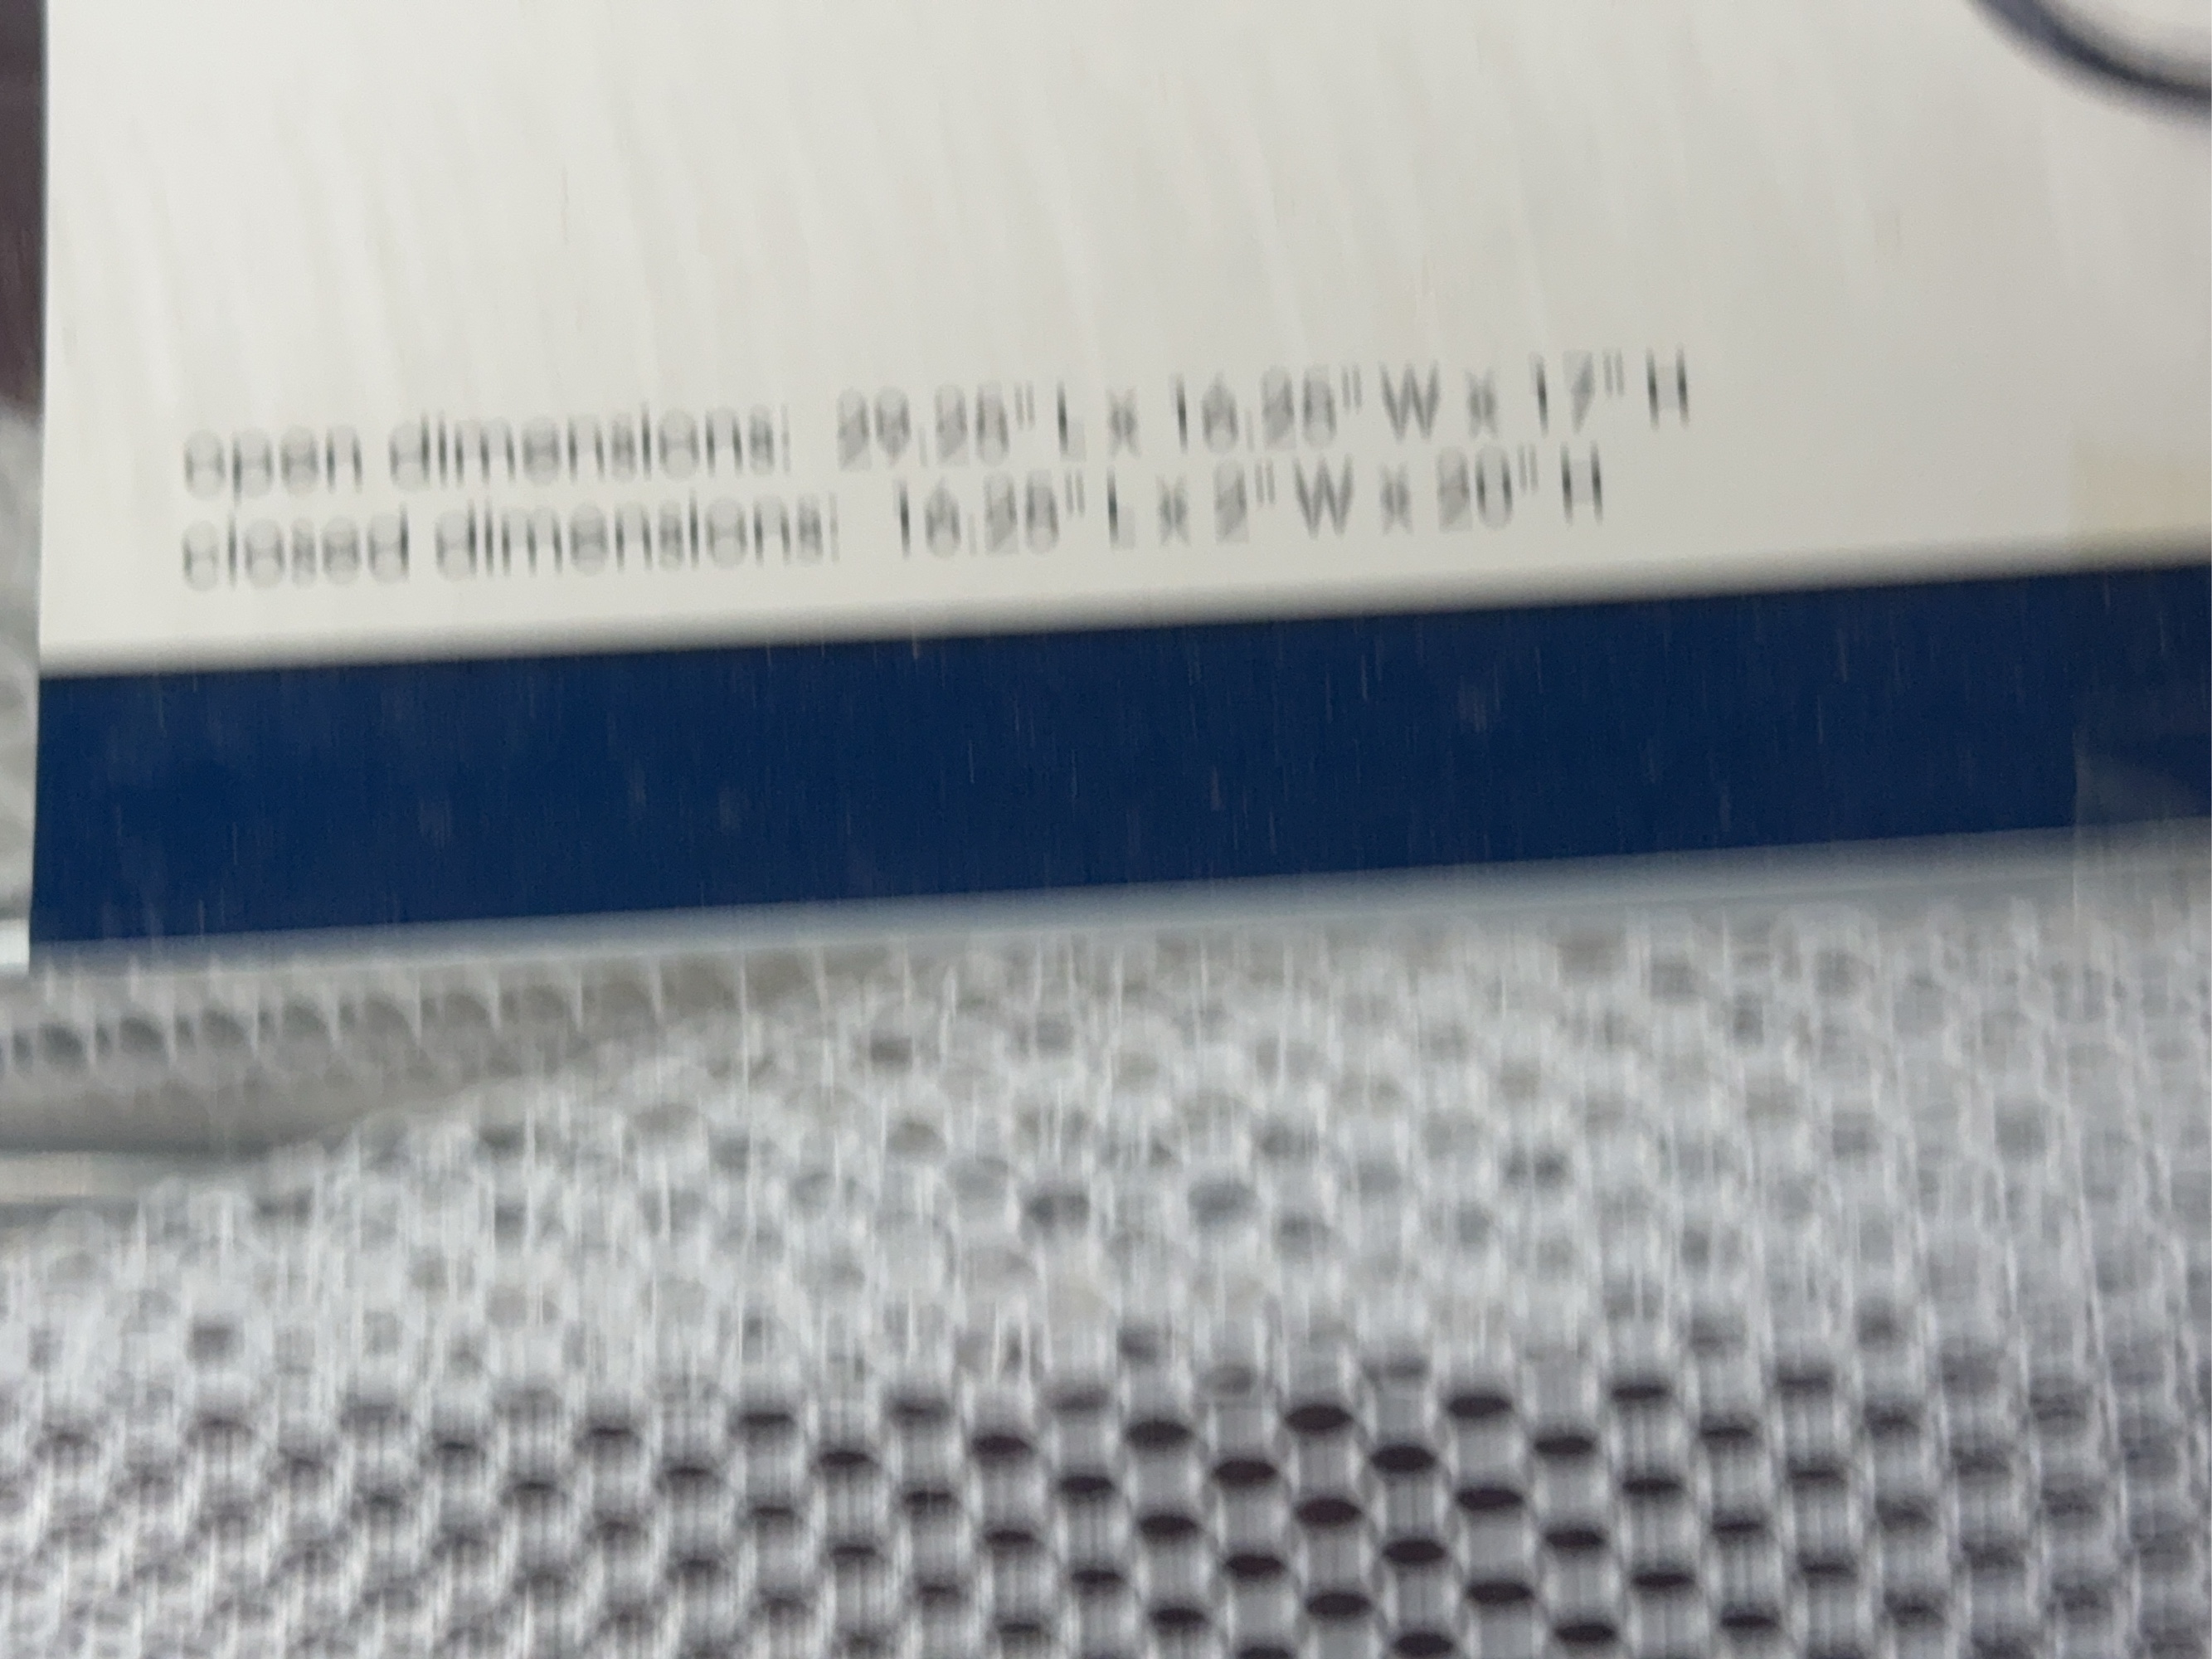 open dimensions: 29.25" L x 16.25" W x 17" H
closed dimensions: 16.25" L x 2" W x 20" H